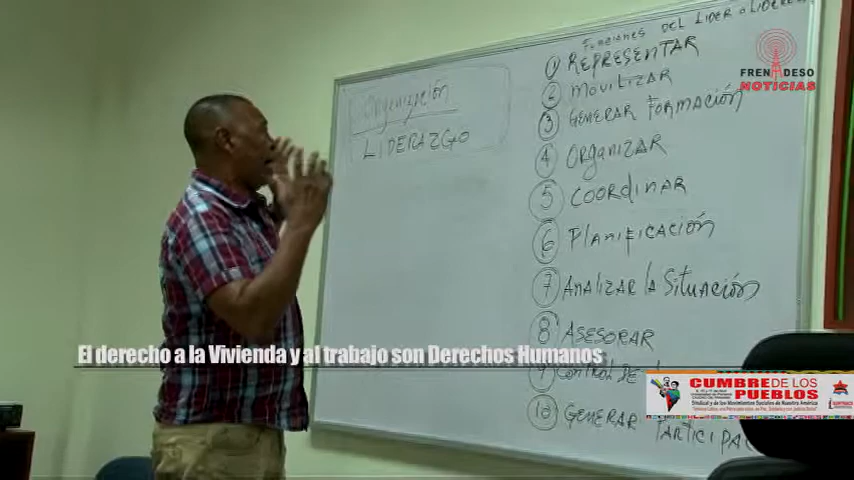 Organización
LIDERAZGO
Funciones DEL LIDER o LIDERESA
① REPRESENTAR
② MOVILIZAR
③ GENERAR FORMACIÓN
④ ORGANIZAR
⑤ COORDINAR
⑥ PlANIFICACIÓN
⑦ ANAlIZAR lA SITUACIÓN
⑧ ASESORAR
⑨ CONTROL DE
⑩ GENERAR PARTICIPA
FRENADESO
NOTICIAS
El derecho a la Vivienda y al trabajo son Derechos Humanos
CUMBRE DE LOS
PUEBLOS